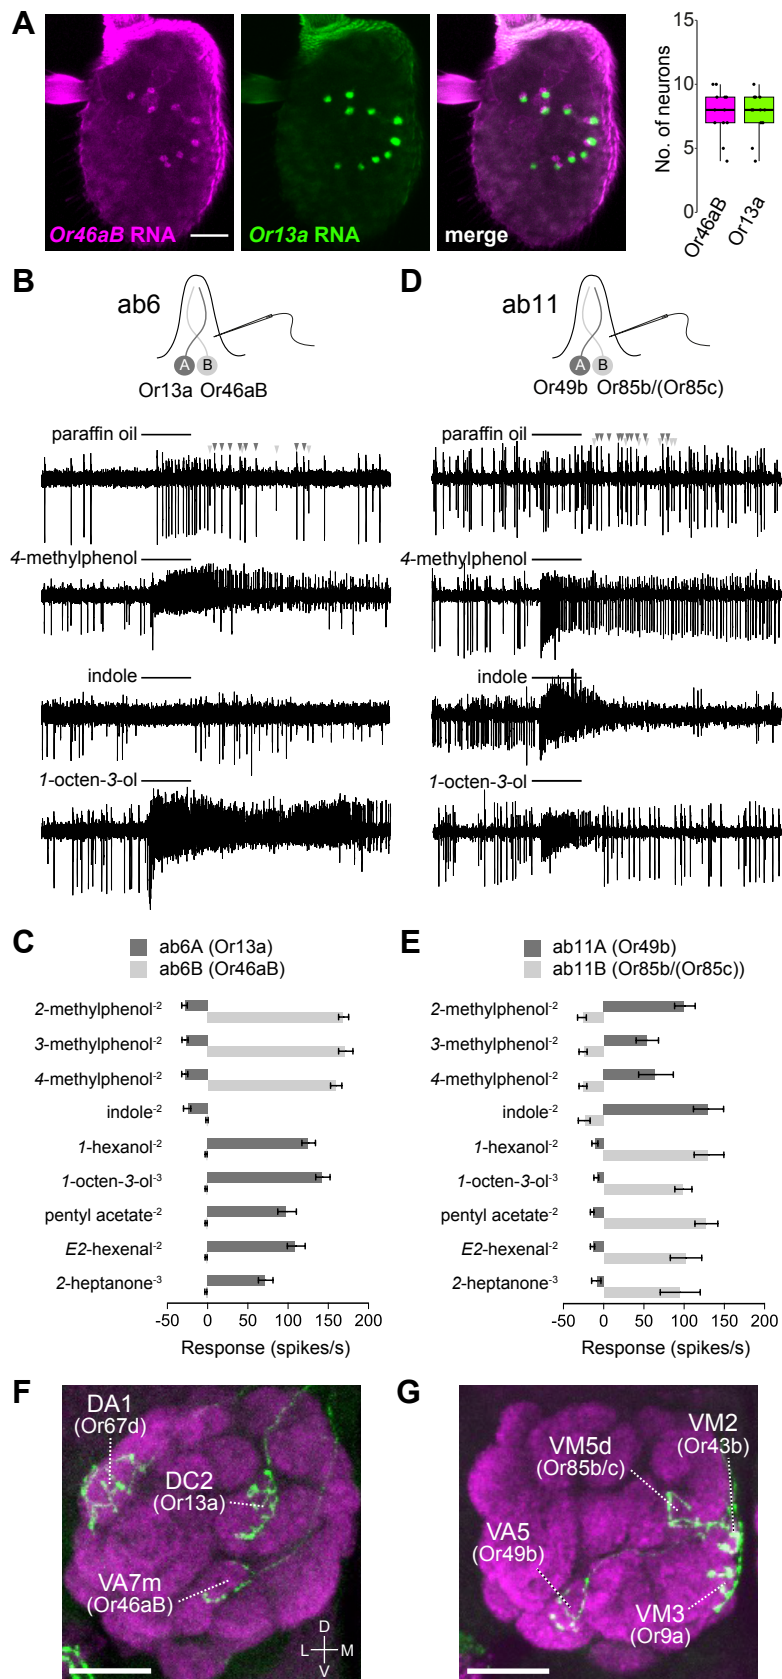 A
Or46aB RNA
Or13a RNA
merge
No. of neurons
15
10
5
0
Or46aB
Or13a
B
ab6
A
B
Or13a Or46aB
paraffin oil
4-methylphenol
indole
1-octen-3-ol
D
ab11
A
B
Or49b Or85b/(Or85c)
paraffin oil
4-methylphenol
indole
1-octen-3-ol
C
ab6A (Or13a)
ab6B (Or46aB)
2-methylphenol-2
3-methylphenol-2
4-methylphenol-2
indole-2
1-hexanol-2
1-octen-3-ol-3
pentyl acetate-2
E2-hexenal-2
2-heptanone-3
-50 0 50 100 150 200
Response (spikes/s)
E
ab11A (Or49b)
ab11B (Or85b/(Or85c))
2-methylphenol-2
3-methylphenol-2
4-methylphenol-2
indole-2
1-hexanol-2
1-octen-3-ol-3
pentyl acetate-2
E2-hexenal-2
2-heptanone-3
-50 0 50 100 150 200
Response (spikes/s)
F
DA1
(Or67d)
DC2
(Or13a)
VA7m
(Or46aB)
D
L M
V
G
VM2
(Or43b)
VM5d
(Or85b/c)
VA5
(Or49b)
VM3
(Or9a)